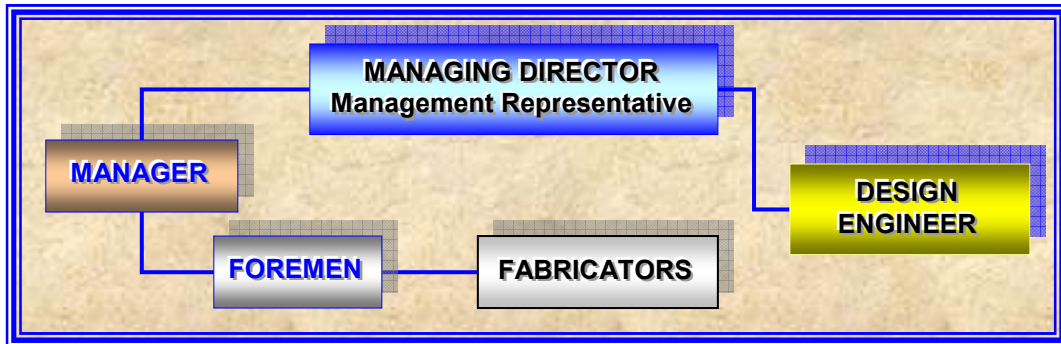 MANAGING DIRECTOR
Management Representative
MANAGER
DESIGN
ENGINEER
FOREMEN
FABRICATORS